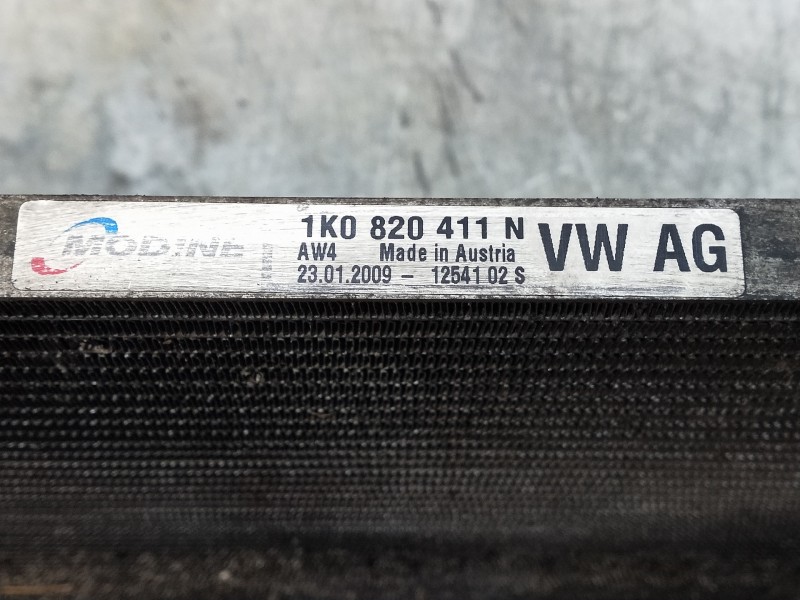 MODINE
1K0 820 411 N
AW4 Made in Austria
23.01.2009 - 12541 02 S
VW AG